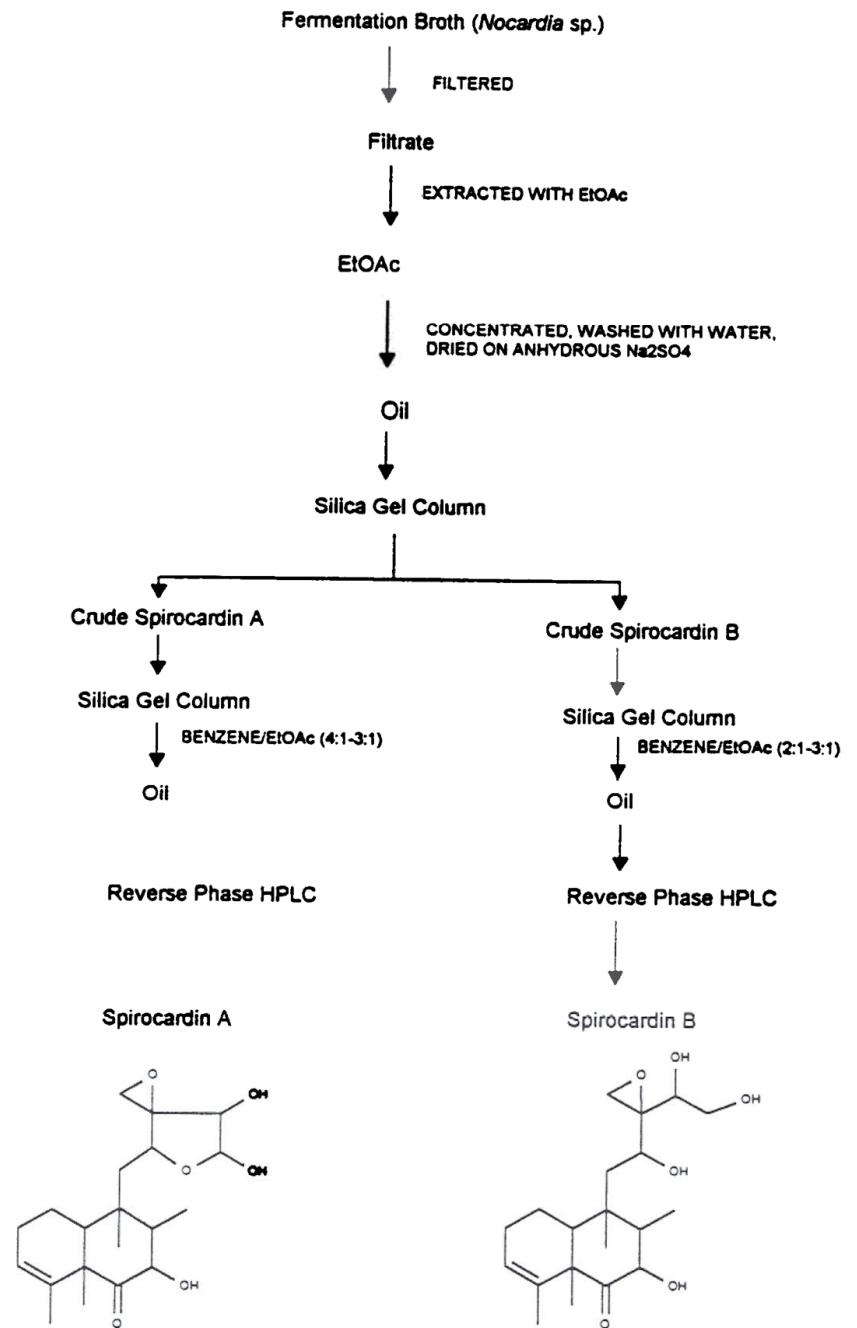 Fermentation Broth (Nocardia sp.)
FILTERED
Filtrate
EXTRACTED WITH EtOAc
EtOAc
CONCENTRATED, WASHED WITH WATER,
DRIED ON ANHYDROUS Na2SO4
Oil
Silica Gel Column
Crude Spirocardin A
Silica Gel Column
BENZENE/EtOAc (4:1-3:1)
Oil
Reverse Phase HPLC
Spirocardin A
O
OH
O
OH
OH
O
Crude Spirocardin B
Silica Gel Column
BENZENE/EtOAc (2:1-3:1)
Oil
Reverse Phase HPLC
Spirocardin B
OH
O
OH
OH
OH
O